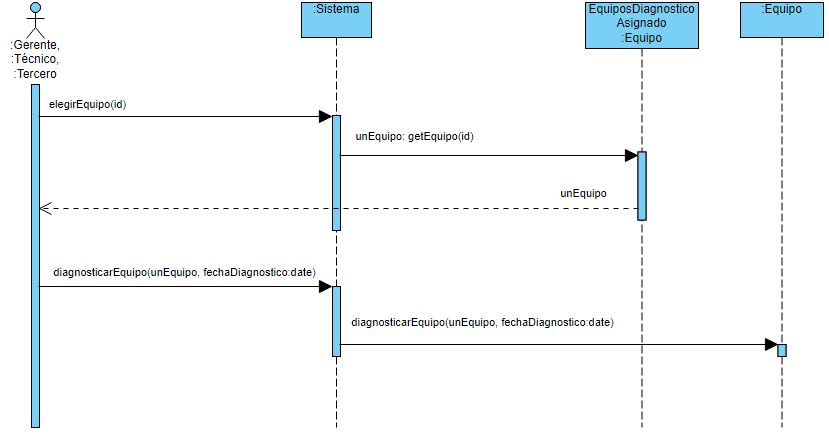 :Sistema
EquiposDiagnostico
Asignado
:Equipo
:Equipo
:Gerente,
:Técnico,
:Tercero
elegirEquipo(id)
unEquipo: getEquipo(id)
unEquipo
diagnosticarEquipo(unEquipo, fechaDiagnostico:date)
diagnosticarEquipo(unEquipo, fechaDiagnostico:date)